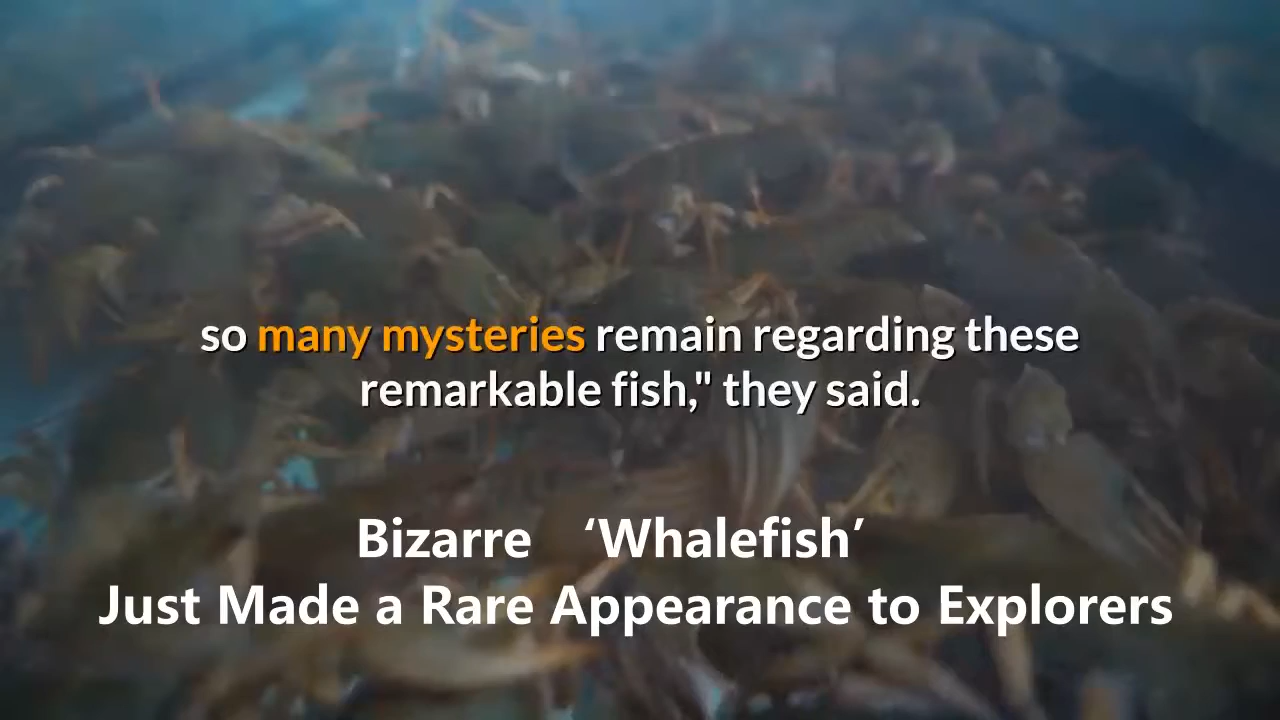 so many mysteries remain regarding these
remarkable fish," they said.
Bizarre ‘Whalefish’
Just Made a Rare Appearance to Explorers